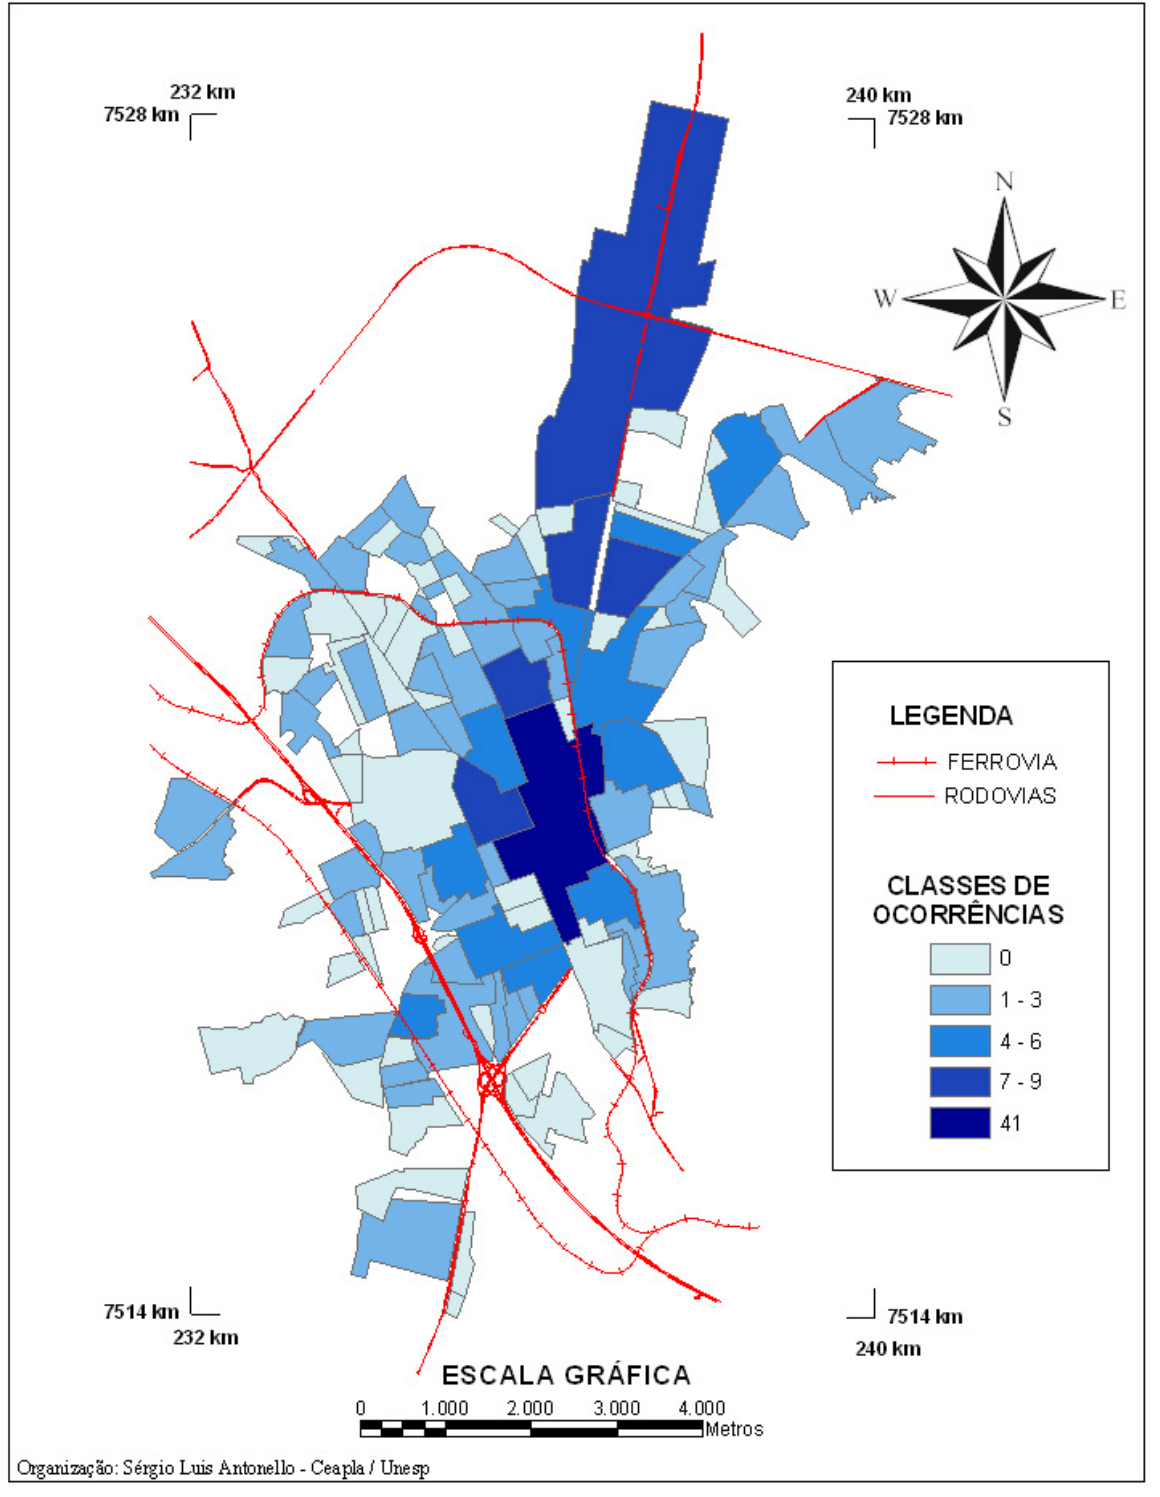 232 km
7528 km
240 km
7528 km
N
W
E
S
LEGENDA
FERROVIA
RODOVIAS
CLASSES DE
OCORRÊNCIAS
0
1 - 3
4 - 6
7 - 9
41
7514 km
232 km
7514 km
240 km
ESCALA GRÁFICA
0 1.000 2.000 3.000 4.000
Metros
Organização: Sérgio Luis Antonello - Ceapla / Unesp